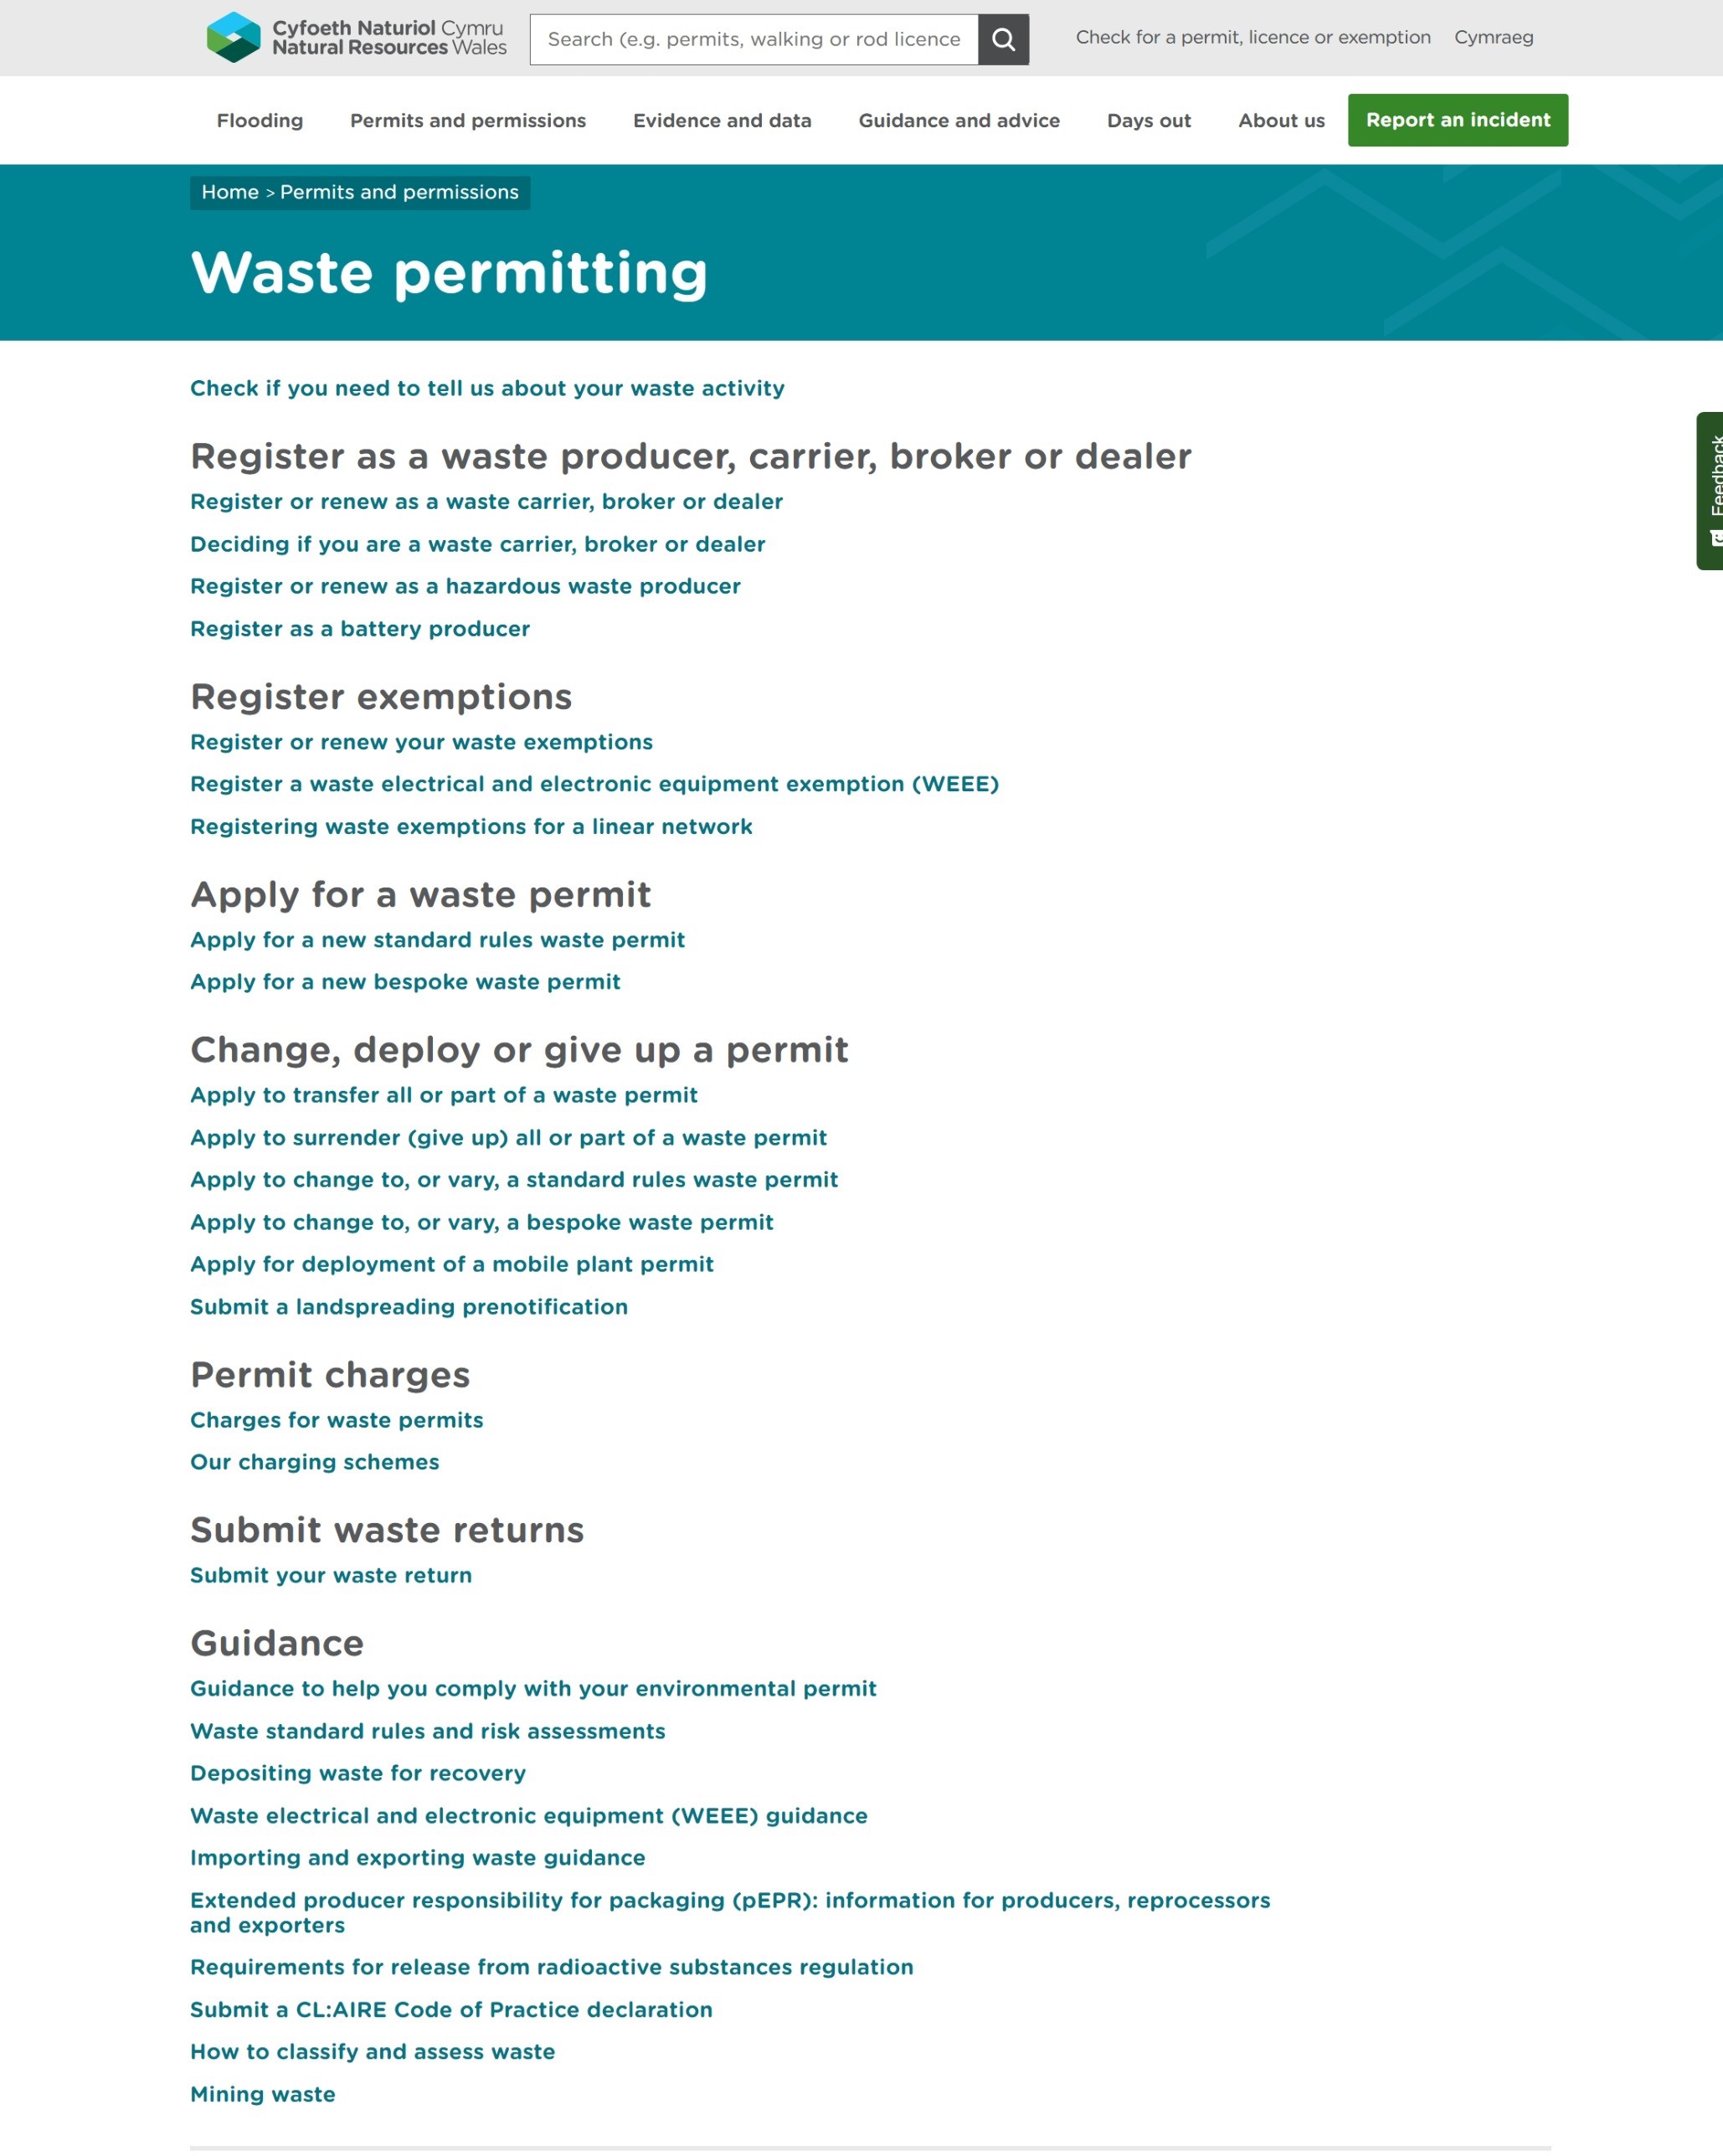 Cyfoeth Naturiol Cymru
Natural Resources Wales
Search (e.g. permits, walking or rod licence
Check for a permit, licence or exemption
Cymraeg
Flooding
Permits and permissions
Evidence and data
Guidance and advice
Days out
About us
Report an incident
Home > Permits and permissions
Waste permitting
Check if you need to tell us about your waste activity
Feedback
Register as a waste producer, carrier, broker or dealer
Register or renew as a waste carrier, broker or dealer
Deciding if you are a waste carrier, broker or dealer
Register or renew as a hazardous waste producer
Register as a battery producer
Register exemptions
Register or renew your waste exemptions
Register a waste electrical and electronic equipment exemption (WEEE)
Registering waste exemptions for a linear network
Apply for a waste permit
Apply for a new standard rules waste permit
Apply for a new bespoke waste permit
Change, deploy or give up a permit
Apply to transfer all or part of a waste permit
Apply to surrender (give up) all or part of a waste permit
Apply to change to, or vary, a standard rules waste permit
Apply to change to, or vary, a bespoke waste permit
Apply for deployment of a mobile plant permit
Submit a landspreading prenotification
Permit charges
Charges for waste permits
Our charging schemes
Submit waste returns
Submit your waste return
Guidance
Guidance to help you comply with your environmental permit
Waste standard rules and risk assessments
Depositing waste for recovery
Waste electrical and electronic equipment (WEEE) guidance
Importing and exporting waste guidance
Extended producer responsibility for packaging (pEPR): information for producers, reprocessors
and exporters
Requirements for release from radioactive substances regulation
Submit a CL:AIRE Code of Practice declaration
How to classify and assess waste
Mining waste